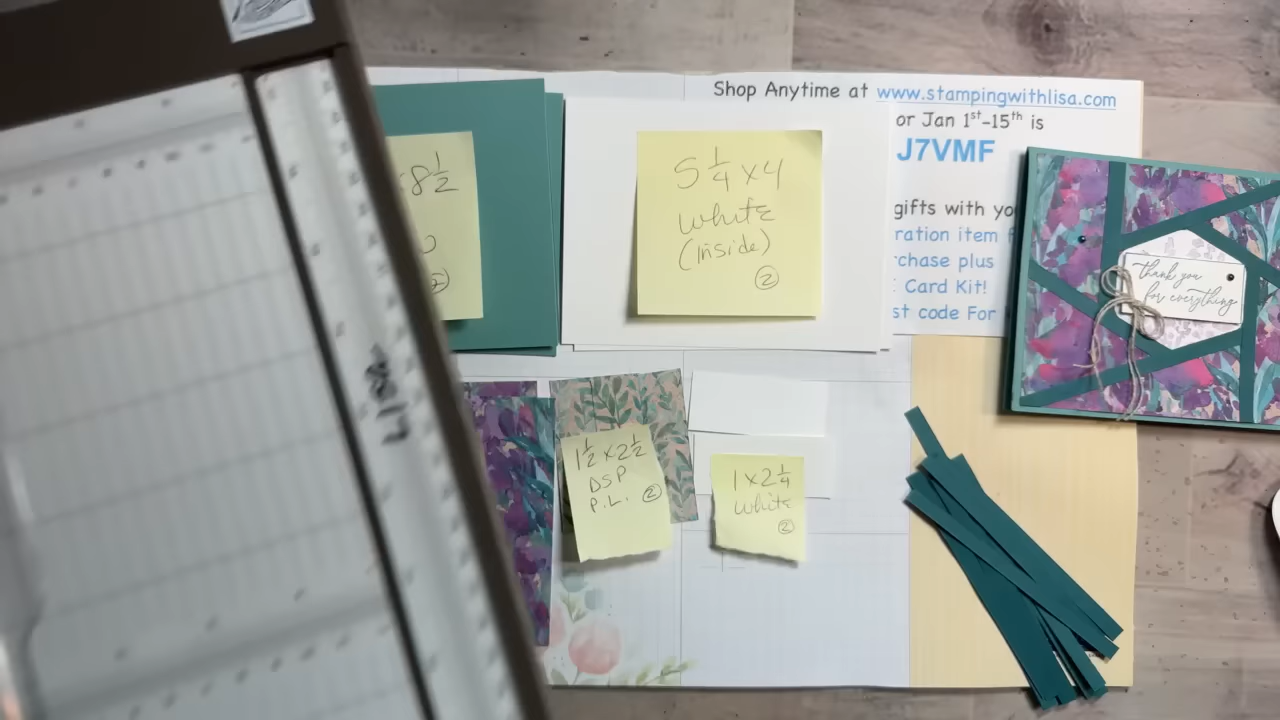 Shop Anytime at www.stampingwithlisa.com
or Jan 1st-15th is
J7VMF
gifts with yo
ration item f
rchase plus
Card Kit!
st code For
8 1/2
5 1/4 x 4
white
(inside)
2
1 1/2 x 2 1/2
DSP
P.L. 2
1 x 2 1/4
white
2
thank you
for everything